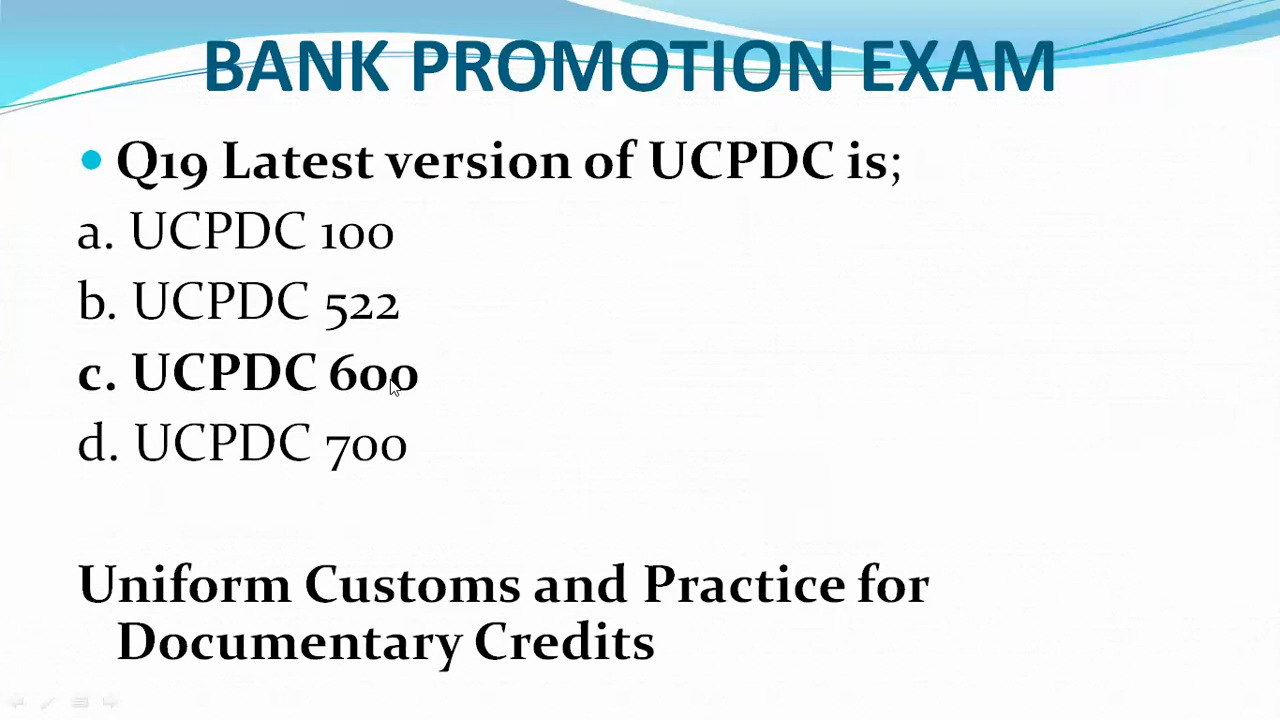 BANK PROMOTION EXAM
• Q19 Latest version of UCPDC is;
a. UCPDC 100
b. UCPDC 522
c. UCPDC 600
d. UCPDC 700
Uniform Customs and Practice for
Documentary Credits